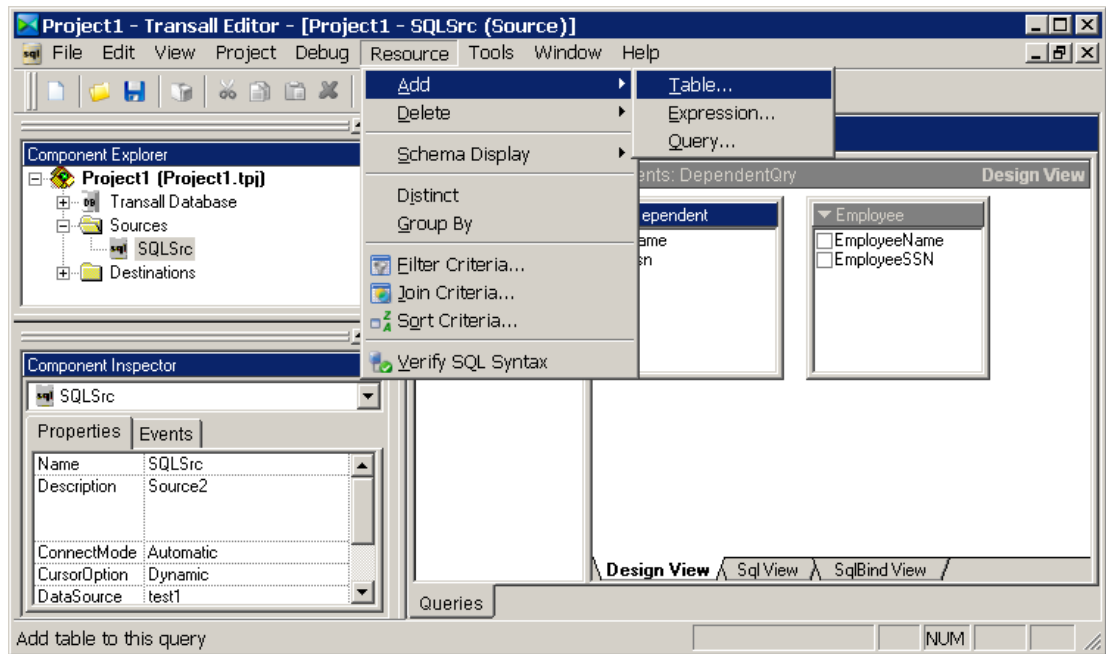 Project1 - Transall Editor - [Project1 - SQLSrc (Source)]
sql File Edit View Project Debug Resource Tools Window Help
Add
Table...
Delete
Expression...
Query...
Schema Display
Distinct
Group By
Filter Criteria...
Join Criteria...
Sort Criteria...
Verify SQL Syntax
Component Explorer
Project1 (Project1.tpj)
DB Transall Database
Sources
sql SQLSrc
Destinations
ents: DependentQry Design View
ependent
ame
sn
Employee
EmployeeName
EmployeeSSN
Component Inspector
sql SQLSrc
Properties Events
Name SQLSrc
Description Source2
ConnectMode Automatic
CursorOption Dynamic
DataSource test1
Design View Sql View SqlBind View
Queries
Add table to this query NUM